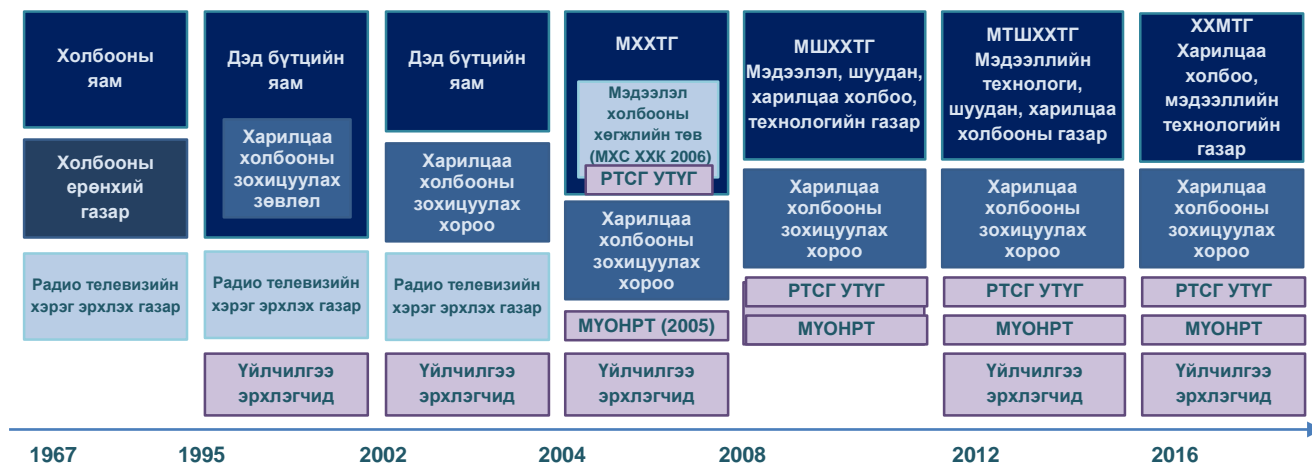 Холбооны
яам
Холбооны
ерөнхий
газар
Радио телевизийн
хэрэг эрхлэх газар
Дэд бүтцийн
яам
Харилцаа
холбооны
зохицуулах
зөвлөл
Радио телевизийн
хэрэг эрхлэх газар
Үйлчилгээ
эрхлэгчид
Дэд бүтцийн
яам
Харилцаа
холбооны
зохицуулах
хороо
Радио телевизийн
хэрэг эрхлэх газар
Үйлчилгээ
эрхлэгчид
МХХТГ
Мэдээлэл
холбооны
хөгжлийн төв
(МХС ХХК 2006)
РТСГ УТҮГ
Харилцаа
холбооны
зохицуулах
хороо
МҮОНРТ (2005)
Үйлчилгээ
эрхлэгчид
МШХХТГ
Мэдээлэл, шуудан,
харилцаа холбоо,
технологийн газар
Харилцаа
холбооны
зохицуулах
хороо
РТСГ УТҮГ
МҮОНРТ
МТШХХТГ
Мэдээллийн
технологи,
шуудан, харилцаа
холбооны газар
Харилцаа
холбооны
зохицуулах
хороо
РТСГ УТҮГ
МҮОНРТ
Үйлчилгээ
эрхлэгчид
ХХМТГ
Харилцаа
холбоо,
мэдээллийн
технологийн
газар
Харилцаа
холбооны
зохицуулах
хороо
РТСГ УТҮГ
МҮОНРТ
Үйлчилгээ
эрхлэгчид
1967 1995 2002 2004 2008 2012 2016